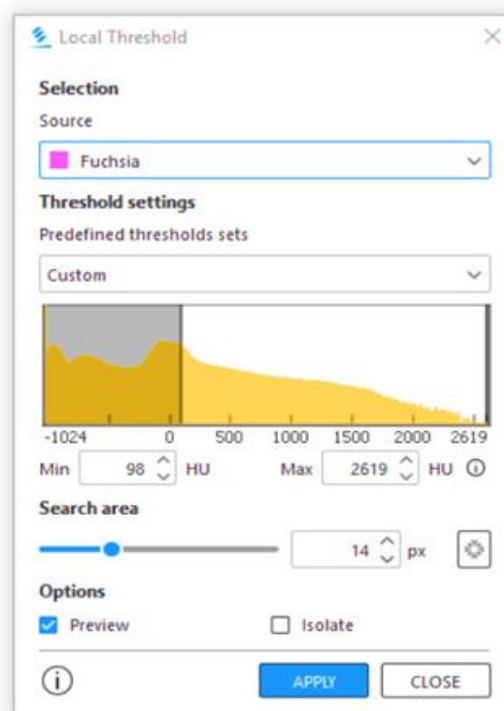 Local Threshold
Selection
Source
Fuchsia
Threshold settings
Predefined thresholds sets
Custom
-1024 0 500 1000 1500 2000 2619
Min 98 HU Max 2619 HU
Search area
14 px
Options
Preview Isolate
APPLY CLOSE